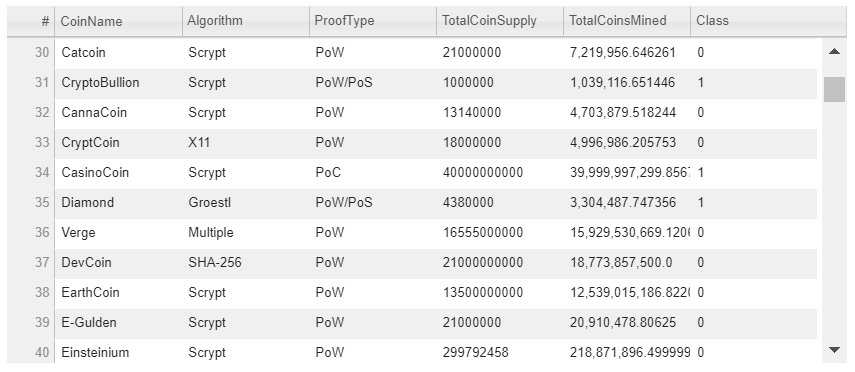 # CoinName Algorithm ProofType TotalCoinSupply TotalCoinsMined Class
30 Catcoin Scrypt PoW 21000000 7,219,956.646261 0
31 CryptoBullion Scrypt PoW/PoS 1000000 1,039,116.651446 1
32 CannaCoin Scrypt PoW 13140000 4,703,879.518244 0
33 CryptCoin X11 PoW 18000000 4,996,986.205753 0
34 CasinoCoin Scrypt PoC 40000000000 39,999,997,299.8567 1
35 Diamond Groestl PoW/PoS 4380000 3,304,487.747356 1
36 Verge Multiple PoW 16555000000 15,929,530,669.1206 0
37 DevCoin SHA-256 PoW 21000000000 18,773,857,500.0 0
38 EarthCoin Scrypt PoW 13500000000 12,539,015,186.8220 0
39 E-Gulden Scrypt PoW 21000000 20,910,478.80625 0
40 Einsteinium Scrypt PoW 299792458 218,871,896.499999 0